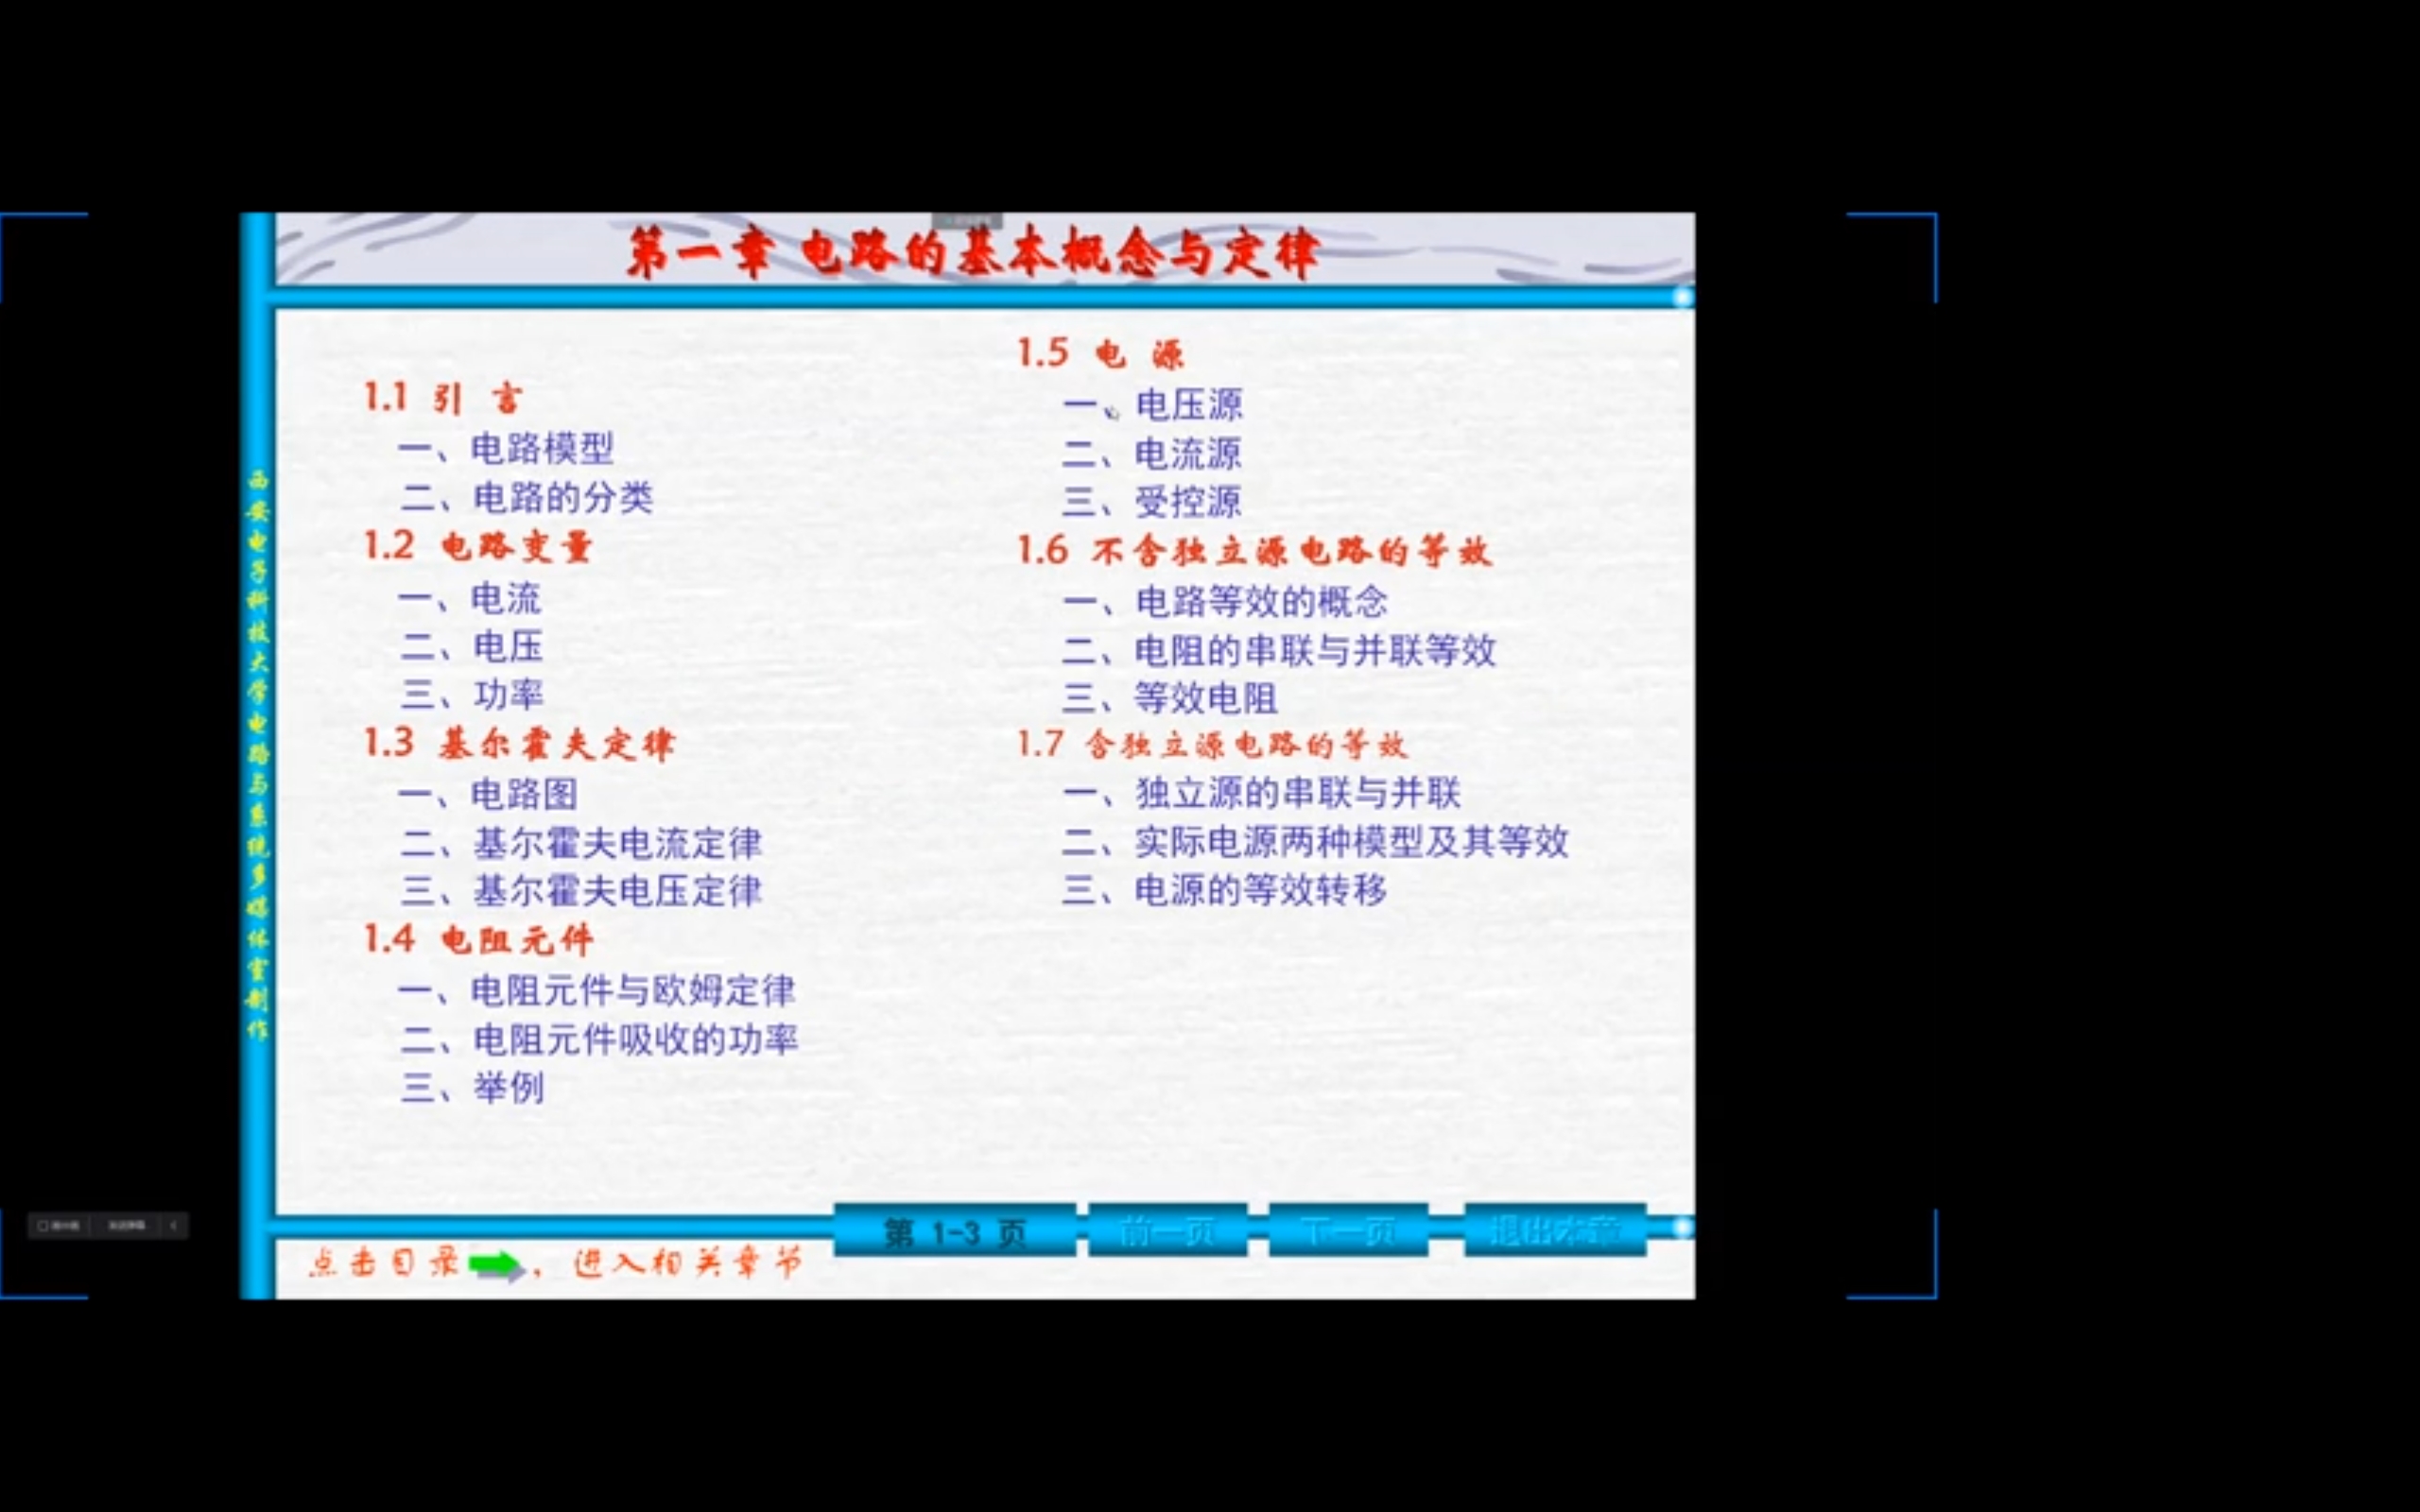 第一章 电路的基本概念与定律
1.1 引 言
一、电路模型
二、电路的分类
1.2 电路变量
一、电流
二、电压
三、功率
1.3 基尔霍夫定律
一、电路图
二、基尔霍夫电流定律
三、基尔霍夫电压定律
1.4 电阻元件
一、电阻元件与欧姆定律
二、电阻元件吸收的功率
三、举例
1.5 电 源
一、电压源
二、电流源
三、受控源
1.6 不含独立源电路的等效
一、电路等效的概念
二、电阻的串联与并联等效
三、等效电阻
1.7 含独立源电路的等效
一、独立源的串联与并联
二、实际电源两种模型及其等效
三、电源的等效转移
西安电子科技大学电路与系统多媒体室制作
第 1-3 页
前一页
下一页
退出本章
点击目录 ，进入相关章节